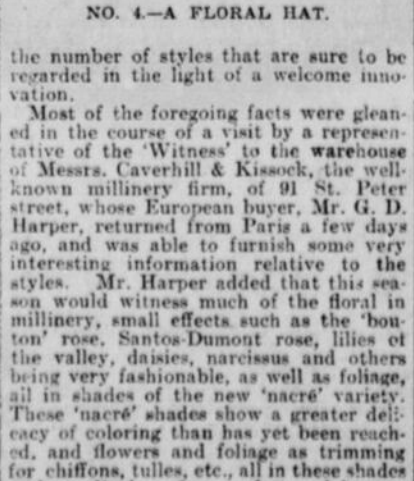 NO. 4.—A FLORAL HAT.
the number of styles that are sure to be
regarded in the light of a welcome inno-
vation.
Most of the foregoing facts were glean-
ed in the course of a visit by a represen-
tative of the 'Witness' to the warehouse
of Messrs. Caverhill & Kissock, the well-
known millinery firm, of 91 St. Peter
street, whose European buyer, Mr. G. D.
Harper, returned from Paris a few days
ago, and was able to furnish some very
interesting information relative to the
styles. Mr. Harper added that this sea-
son would witness much of the floral in
millinery, small effects such as the 'bou-
ton' rose, Santos-Dumont rose, lilies of
the valley, daisies, narcissus and others
being very fashionable, as well as foliage,
all in shades of the new 'nacré' variety.
These 'nacré' shades show a greater deli-
cacy of coloring than has yet been reach-
ed, and flowers and foliage as trimming
for chiffons, tulles, etc., all in these shades